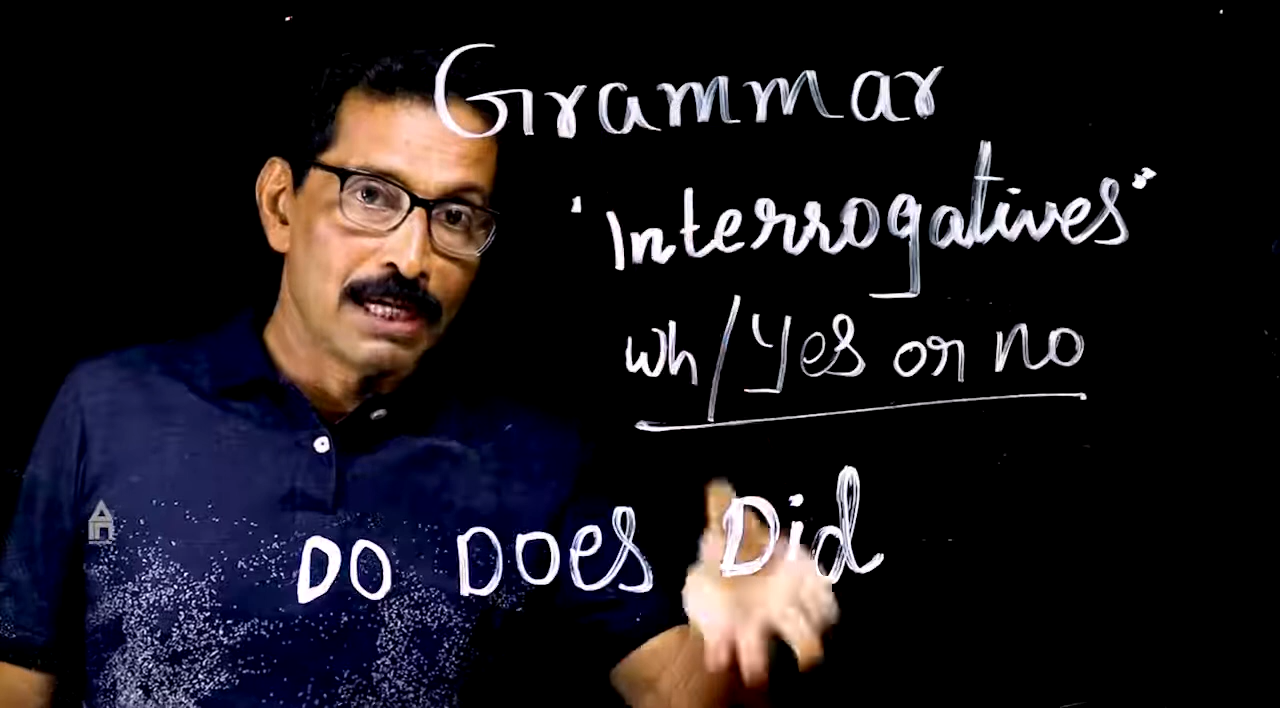 Grammar
"Interrogatives"
Wh/Yes or no
DO DOES Did